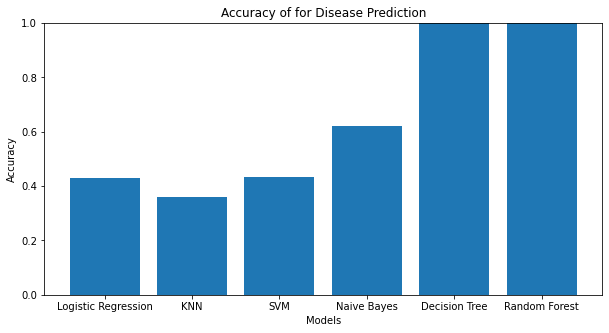 Accuracy of for Disease Prediction
1.0
0.8
0.6
0.4
0.2
0.0
Accuracy
Logistic Regression KNN SVM Naive Bayes Decision Tree Random Forest
Models